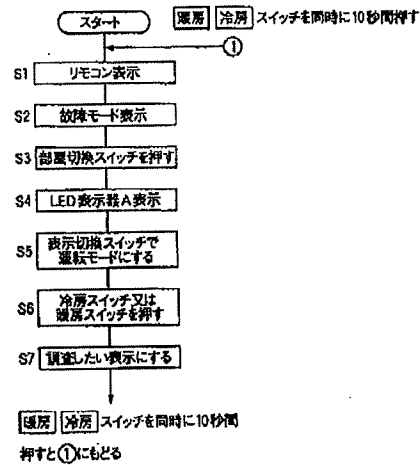 スタート
暖房 冷房 スイッチを同時に10秒間押す
①
S1 リモコン表示
S2 故障モード表示
S3 部屋切換スイッチを押す
S4 LED表示器A表示
S5 表示切換スイッチで
運転モードにする
S6 冷房スイッチ又は
暖房スイッチを押す
S7 調査したい表示にする
暖房 冷房 スイッチを同時に10秒間
押すと①にもどる